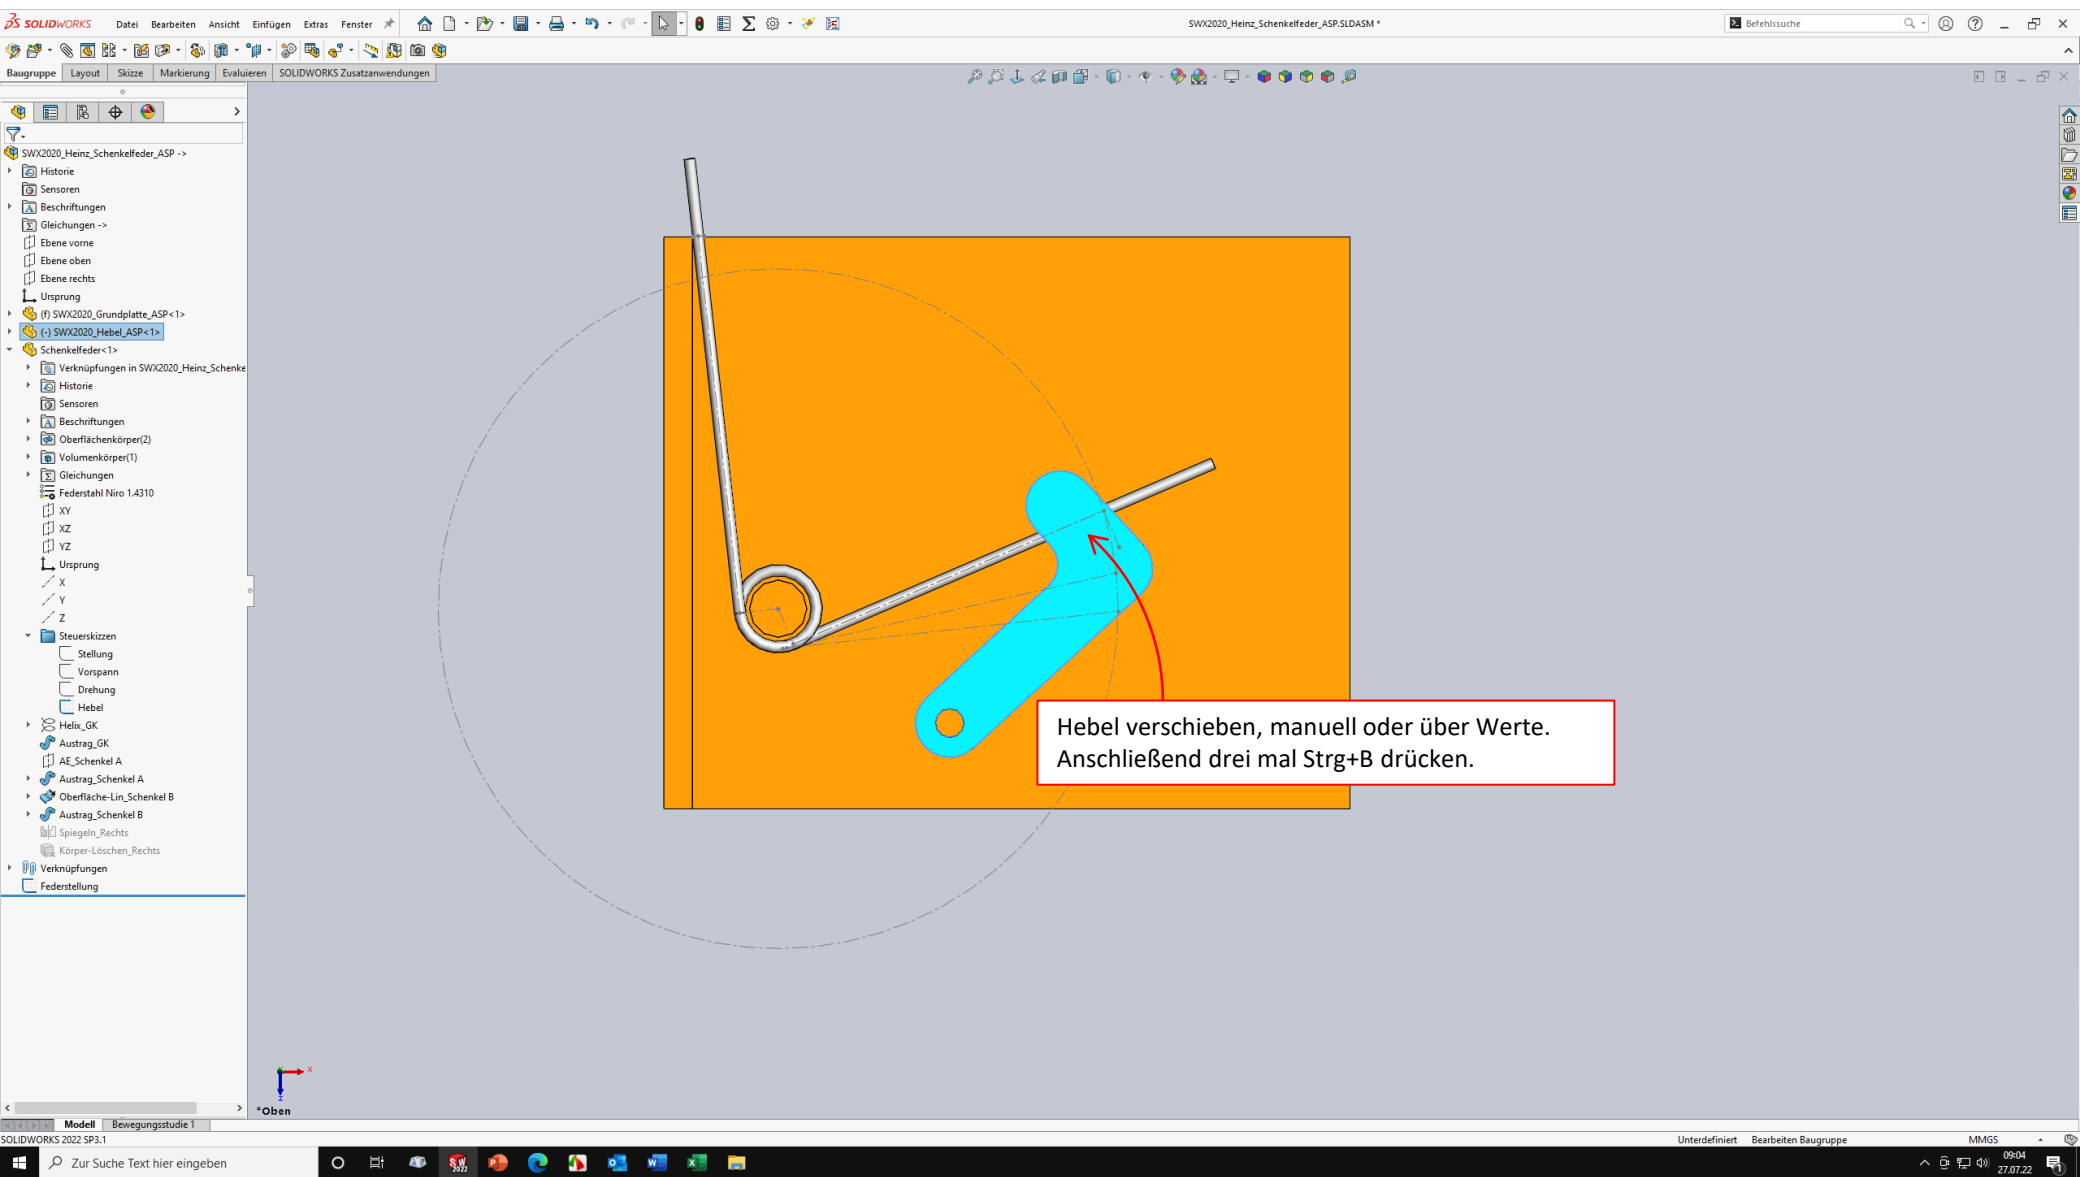 SOLIDWORKS Datei Bearbeiten Ansicht Einfügen Extras Fenster SWX2020_Heinz_Schenkelfeder_ASP.SLDASM * Befehlssuche
Baugruppe Layout Skizze Markierung Evaluieren SOLIDWORKS Zusatzanwendungen
SWX2020_Heinz_Schenkelfeder_ASP ->
Historie
Sensoren
Beschriftungen
Gleichungen ->
Ebene vorne
Ebene oben
Ebene rechts
Ursprung
(f) SWX2020_Grundplatte_ASP<1>
(-) SWX2020_Hebel_ASP<1>
Schenkelfeder<1>
Verknüpfungen in SWX2020_Heinz_Schenke
Historie
Sensoren
Beschriftungen
Oberflächenkörper(2)
Volumenkörper(1)
Gleichungen
Federstahl Niro 1.4310
XY
XZ
YZ
Ursprung
X
Y
Z
Steuerskizzen
Stellung
Vorspann
Drehung
Hebel
Helix_GK
Austrag_GK
AE_Schenkel A
Austrag_Schenkel A
Oberfläche-Lin_Schenkel B
Austrag_Schenkel B
Spiegeln_Rechts
Körper-Löschen_Rechts
Verknüpfungen
Federstellung
Hebel verschieben, manuell oder über Werte.
Anschließend drei mal Strg+B drücken.
X
Z
*Oben
Modell Bewegungsstudie 1
SOLIDWORKS 2022 SP3.1 Unterdefiniert Bearbeiten Baugruppe MMGS
Zur Suche Text hier eingeben 09:04
27.07.22